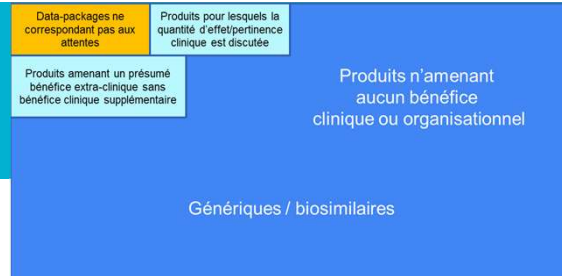 Data-packages ne
correspondant pas aux
attentes
Produits pour lesquels la
quantité d'effet/pertinence
clinique est discutée
Produits amenant un présumé
bénéfice extra-clinique sans
bénéfice clinique supplémentaire
Produits n'amenant
aucun bénéfice
clinique ou organisationnel
Génériques / biosimilaires